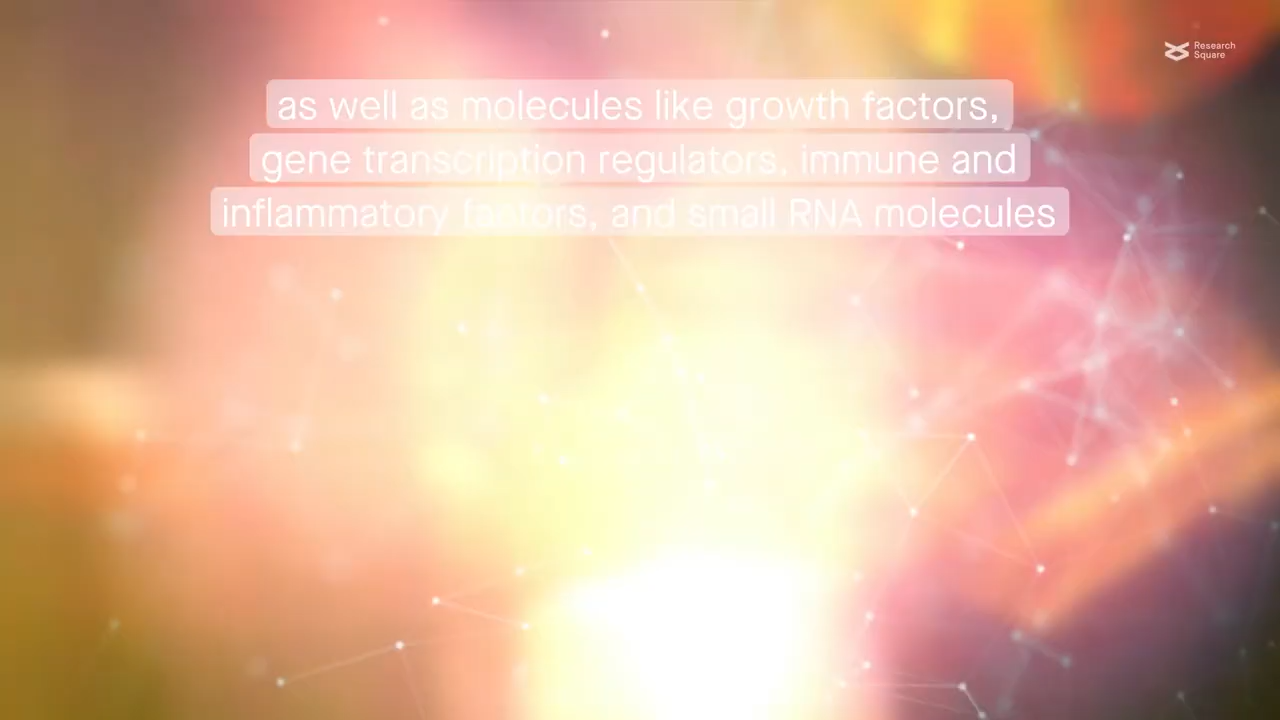 Research
Square
as well as molecules like growth factors,
gene transcription regulators, immune and
inflammatory factors, and small RNA molecules